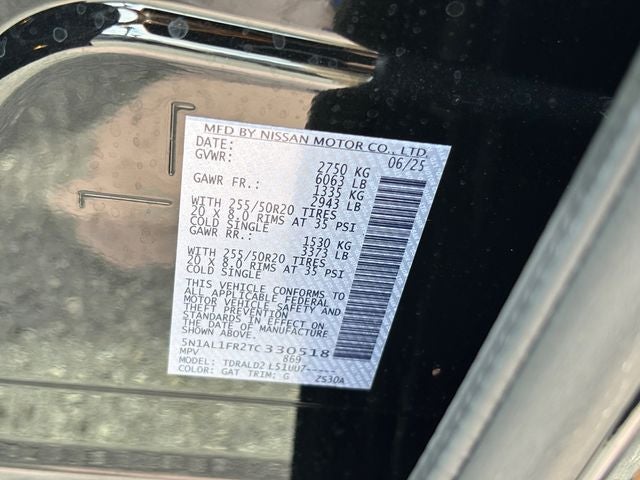 MFD BY NISSAN MOTOR CO., LTD.
DATE: 06/25
GVWR: 2750 KG
6063 LB
GAWR FR.: 1335 KG
2943 LB
WITH 255/50R20 TIRES
20 X 8.0 RIMS AT 35 PSI
COLD SINGLE
GAWR RR.: 1530 KG
3373 LB
WITH 255/50R20 TIRES
20 X 8.0 RIMS AT 35 PSI
COLD SINGLE
THIS VEHICLE CONFORMS TO
ALL APPLICABLE FEDERAL
MOTOR VEHICLE SAFETY AND
THEFT PREVENTION
STANDARDS IN EFFECT ON
THE DATE OF MANUFACTURE
5N1AL1FR2TC330518
MPV 869
MODEL: TDRALD2 L51UU7-----
COLOR: GAT TRIM: G 2S30A